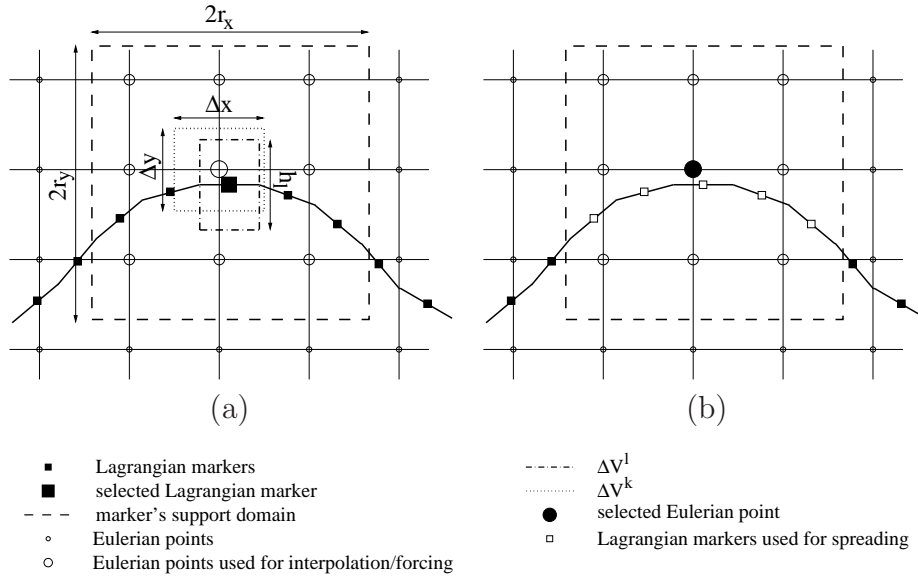 2r_x
Δx
Δy
h_l
2r_y
(a)
(b)
Lagrangian markers
selected Lagrangian marker
marker's support domain
Eulerian points
Eulerian points used for interpolation/forcing
ΔV^l
ΔV^k
selected Eulerian point
Lagrangian markers used for spreading